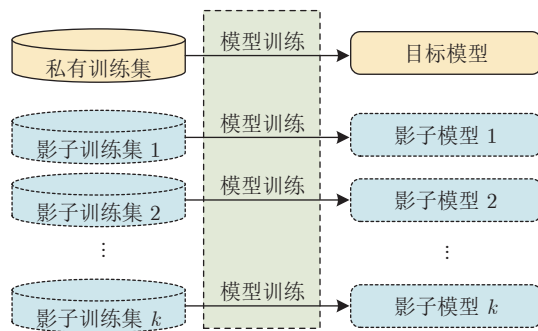 私有训练集 模型训练 目标模型
影子训练集 1 模型训练 影子模型 1
影子训练集 2 模型训练 影子模型 2
⋮ ⋮
影子训练集 k 模型训练 影子模型 k